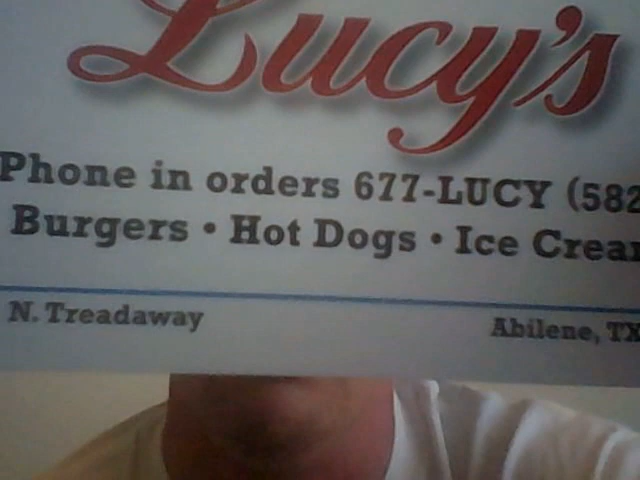 Lucy's
Phone in orders 677-LUCY (582
Burgers • Hot Dogs • Ice Crea
N. Treadaway
Abilene, TX